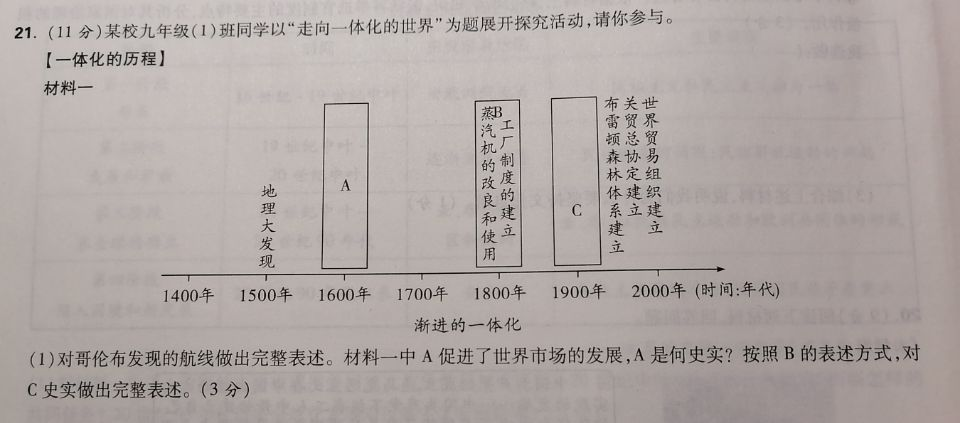 21. (11分)某校九年级(1)班同学以“走向一体化的世界”为题展开探究活动,请你参与。
【一体化的历程】
材料一
地理大发现
A
B
蒸汽机的改良和使用
工厂制度的建立
C
布雷顿森林体系建立
关贸总协定建立
世界贸易组织建立
1400年 1500年 1600年 1700年 1800年 1900年 2000年 (时间:年代)
渐进的一体化
(1)对哥伦布发现的航线做出完整表述。材料一中A促进了世界市场的发展,A是何史实？按照B的表述方式,对
C史实做出完整表述。(3分)